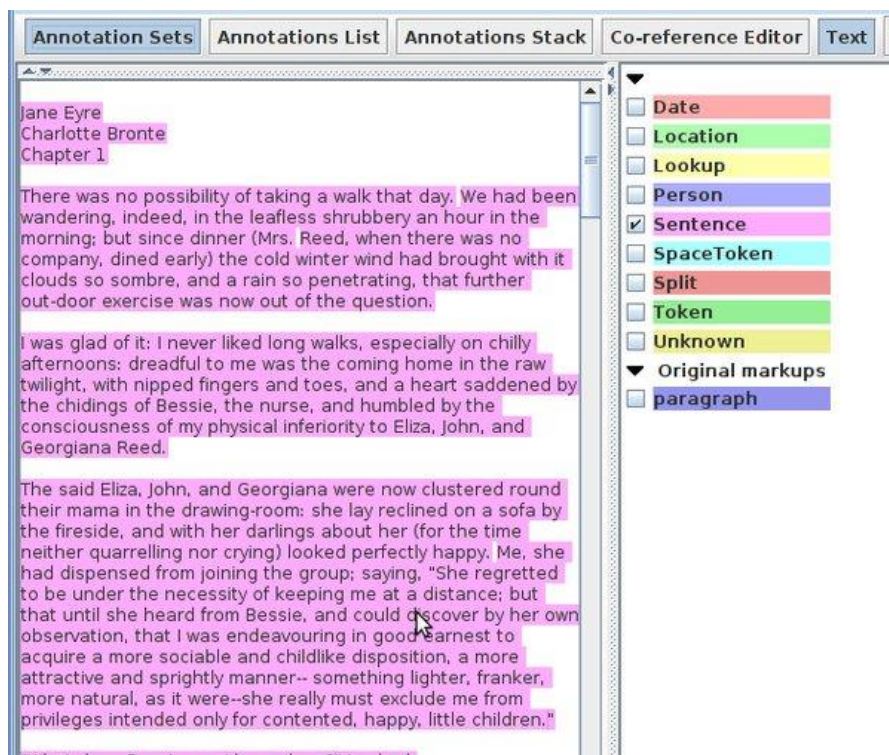 Annotation Sets
Annotations List
Annotations Stack
Co-reference Editor
Text
Jane Eyre
Charlotte Bronte
Chapter 1
There was no possibility of taking a walk that day. We had been
wandering, indeed, in the leafless shrubbery an hour in the
morning; but since dinner (Mrs. Reed, when there was no
company, dined early) the cold winter wind had brought with it
clouds so sombre, and a rain so penetrating, that further
out-door exercise was now out of the question.
I was glad of it: I never liked long walks, especially on chilly
afternoons: dreadful to me was the coming home in the raw
twilight, with nipped fingers and toes, and a heart saddened by
the chidings of Bessie, the nurse, and humbled by the
consciousness of my physical inferiority to Eliza, John, and
Georgiana Reed.
The said Eliza, John, and Georgiana were now clustered round
their mama in the drawing-room: she lay reclined on a sofa by
the fireside, and with her darlings about her (for the time
neither quarrelling nor crying) looked perfectly happy. Me, she
had dispensed from joining the group; saying, "She regretted
to be under the necessity of keeping me at a distance; but
that until she heard from Bessie, and could discover by her own
observation, that I was endeavouring in good earnest to
acquire a more sociable and childlike disposition, a more
attractive and sprightly manner-- something lighter, franker,
more natural, as it were--she really must exclude me from
privileges intended only for contented, happy, little children."
Date
Location
Lookup
Person
Sentence
SpaceToken
Split
Token
Unknown
Original markups
paragraph